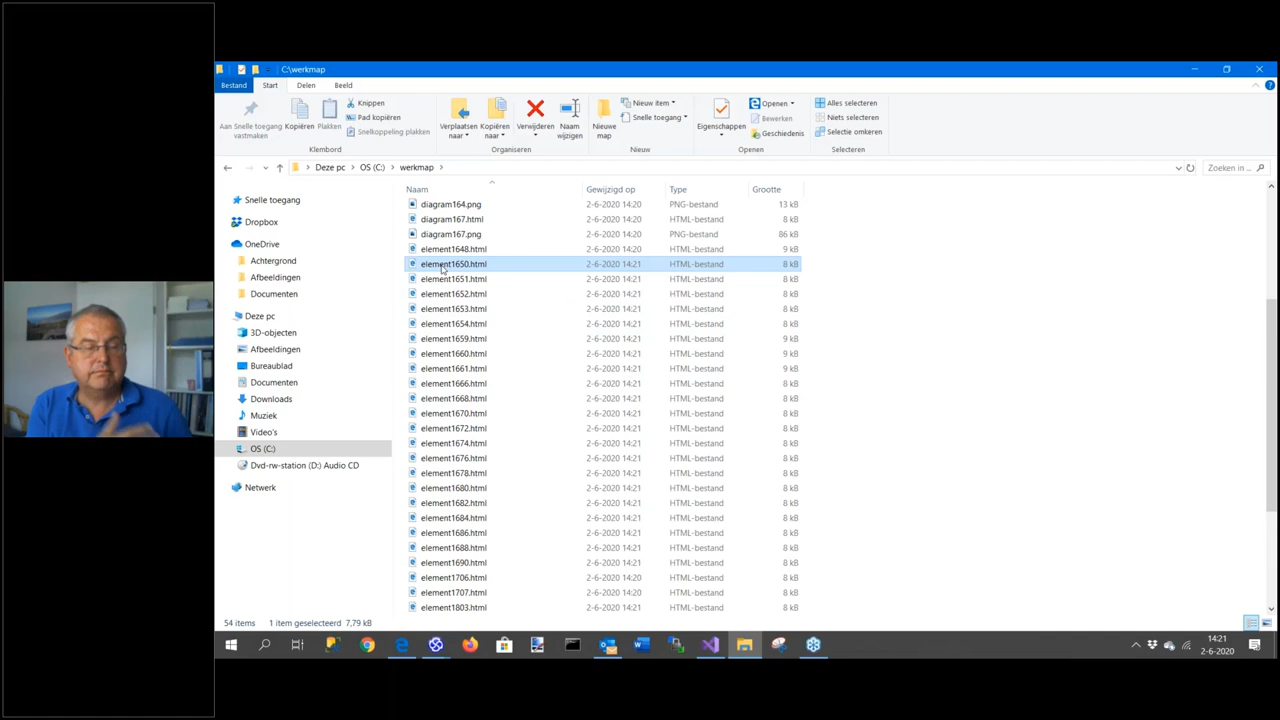 C:\werkmap
Bestand Start Delen Beeld
Aan Snelle toegang vastmaken
Kopiëren
Plakken
Knippen
Pad kopiëren
Snelkoppeling plakken
Klembord
Verplaatsen naar
Kopiëren naar
Verwijderen
Naam wijzigen
Organiseren
Nieuwe map
Nieuw item
Snelle toegang
Nieuw
Eigenschappen
Openen
Bewerken
Geschiedenis
Openen
Alles selecteren
Niets selecteren
Selectie omkeren
Selecteren
Deze pc > OS (C:) > werkmap >
Zoeken in ...
Snelle toegang
Dropbox
OneDrive
Achtergrond
Afbeeldingen
Documenten
Deze pc
3D-objecten
Afbeeldingen
Bureaublad
Documenten
Downloads
Muziek
Video's
OS (C:)
Dvd-rw-station (D:) Audio CD
Netwerk
Naam Gewijzigd op Type Grootte
diagram164.png 2-6-2020 14:20 PNG-bestand 13 kB
diagram167.html 2-6-2020 14:20 HTML-bestand 8 kB
diagram167.png 2-6-2020 14:20 PNG-bestand 86 kB
element1648.html 2-6-2020 14:20 HTML-bestand 9 kB
element1650.html 2-6-2020 14:21 HTML-bestand 8 kB
element1651.html 2-6-2020 14:21 HTML-bestand 8 kB
element1652.html 2-6-2020 14:21 HTML-bestand 8 kB
element1653.html 2-6-2020 14:21 HTML-bestand 8 kB
element1654.html 2-6-2020 14:21 HTML-bestand 8 kB
element1659.html 2-6-2020 14:21 HTML-bestand 9 kB
element1660.html 2-6-2020 14:21 HTML-bestand 8 kB
element1661.html 2-6-2020 14:21 HTML-bestand 9 kB
element1666.html 2-6-2020 14:21 HTML-bestand 8 kB
element1668.html 2-6-2020 14:21 HTML-bestand 8 kB
element1670.html 2-6-2020 14:21 HTML-bestand 8 kB
element1672.html 2-6-2020 14:21 HTML-bestand 8 kB
element1674.html 2-6-2020 14:21 HTML-bestand 8 kB
element1676.html 2-6-2020 14:21 HTML-bestand 8 kB
element1678.html 2-6-2020 14:21 HTML-bestand 8 kB
element1680.html 2-6-2020 14:21 HTML-bestand 8 kB
element1682.html 2-6-2020 14:21 HTML-bestand 8 kB
element1684.html 2-6-2020 14:21 HTML-bestand 8 kB
element1686.html 2-6-2020 14:21 HTML-bestand 8 kB
element1688.html 2-6-2020 14:21 HTML-bestand 8 kB
element1690.html 2-6-2020 14:21 HTML-bestand 8 kB
element1706.html 2-6-2020 14:20 HTML-bestand 8 kB
element1707.html 2-6-2020 14:20 HTML-bestand 8 kB
element1803.html 2-6-2020 14:21 HTML-bestand 8 kB
54 items 1 item geselecteerd 7,79 kB
14:21
2-6-2020